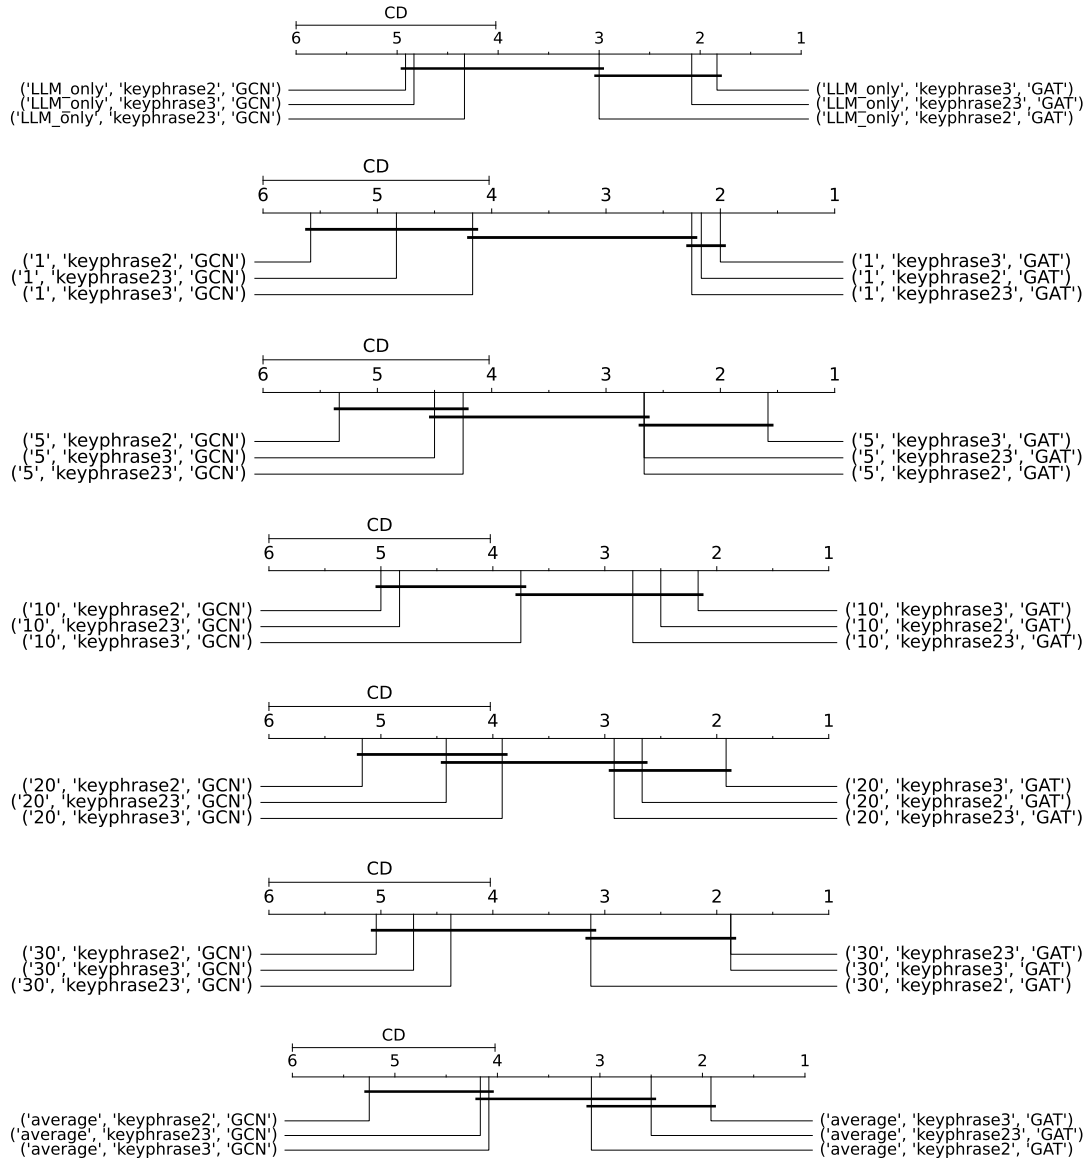 CD
6 5 4 3 2 1
('LLM_only', 'keyphrase2', 'GCN') ('LLM_only', 'keyphrase3', 'GAT')
('LLM_only', 'keyphrase3', 'GCN') ('LLM_only', 'keyphrase23', 'GAT')
('LLM_only', 'keyphrase23', 'GCN') ('LLM_only', 'keyphrase2', 'GAT')
CD
6 5 4 3 2 1
('1', 'keyphrase2', 'GCN') ('1', 'keyphrase3', 'GAT')
('1', 'keyphrase23', 'GCN') ('1', 'keyphrase2', 'GAT')
('1', 'keyphrase3', 'GCN') ('1', 'keyphrase23', 'GAT')
CD
6 5 4 3 2 1
('5', 'keyphrase2', 'GCN') ('5', 'keyphrase3', 'GAT')
('5', 'keyphrase3', 'GCN') ('5', 'keyphrase23', 'GAT')
('5', 'keyphrase23', 'GCN') ('5', 'keyphrase2', 'GAT')
CD
6 5 4 3 2 1
('10', 'keyphrase2', 'GCN') ('10', 'keyphrase3', 'GAT')
('10', 'keyphrase23', 'GCN') ('10', 'keyphrase2', 'GAT')
('10', 'keyphrase3', 'GCN') ('10', 'keyphrase23', 'GAT')
CD
6 5 4 3 2 1
('20', 'keyphrase2', 'GCN') ('20', 'keyphrase3', 'GAT')
('20', 'keyphrase23', 'GCN') ('20', 'keyphrase2', 'GAT')
('20', 'keyphrase3', 'GCN') ('20', 'keyphrase23', 'GAT')
CD
6 5 4 3 2 1
('30', 'keyphrase2', 'GCN') ('30', 'keyphrase23', 'GAT')
('30', 'keyphrase3', 'GCN') ('30', 'keyphrase3', 'GAT')
('30', 'keyphrase23', 'GCN') ('30', 'keyphrase2', 'GAT')
CD
6 5 4 3 2 1
('average', 'keyphrase2', 'GCN') ('average', 'keyphrase3', 'GAT')
('average', 'keyphrase23', 'GCN') ('average', 'keyphrase23', 'GAT')
('average', 'keyphrase3', 'GCN') ('average', 'keyphrase2', 'GAT')